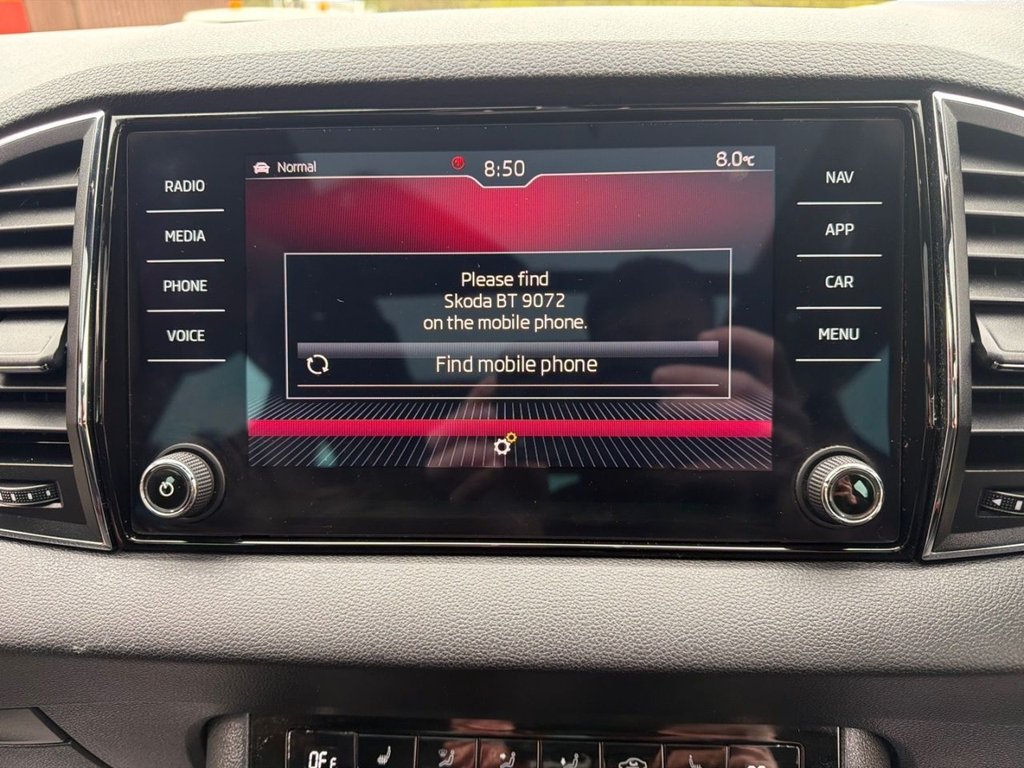 Normal
8:50
8,0°C
RADIO
MEDIA
PHONE
VOICE
Please find
Skoda BT 9072
on the mobile phone.
Find mobile phone
NAV
APP
CAR
MENU